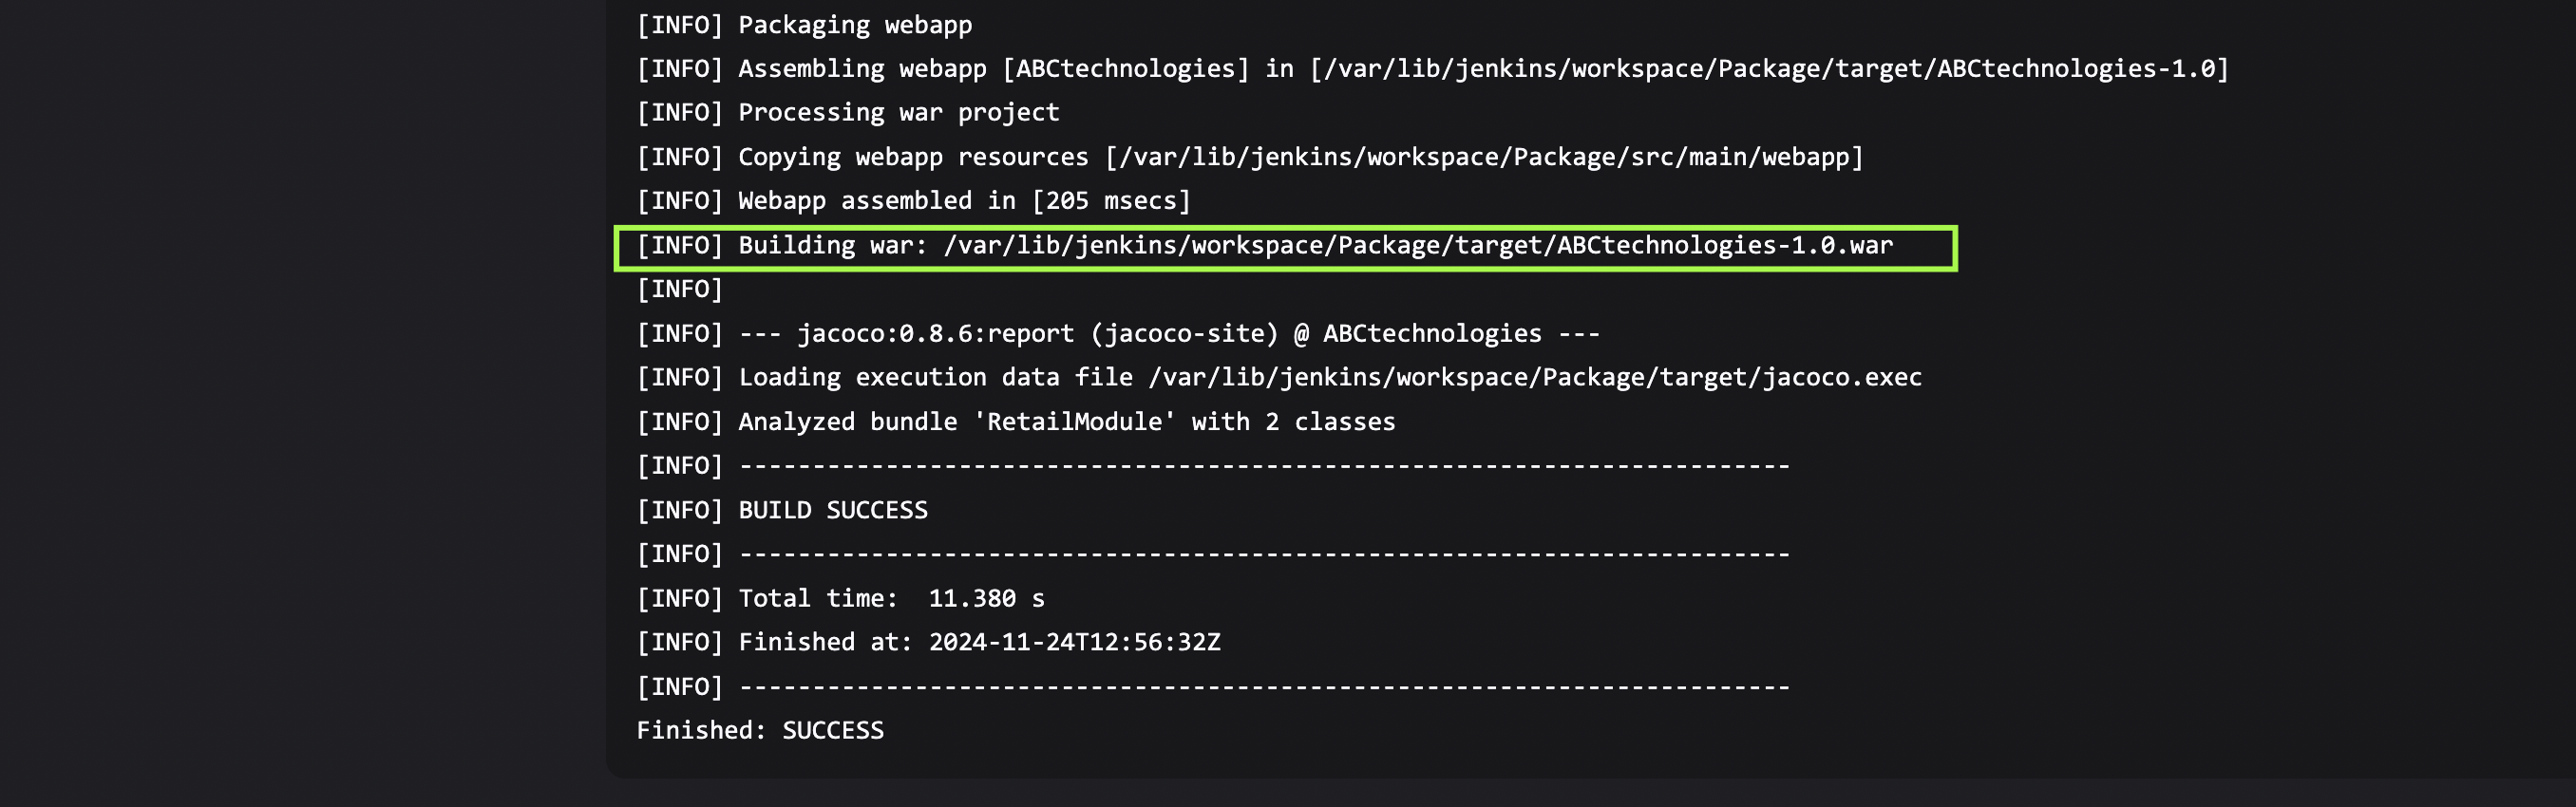 [INFO] Packaging webapp
[INFO] Assembling webapp [ABCtechnologies] in [/var/lib/jenkins/workspace/Package/target/ABCtechnologies-1.0]
[INFO] Processing war project
[INFO] Copying webapp resources [/var/lib/jenkins/workspace/Package/src/main/webapp]
[INFO] Webapp assembled in [205 msecs]
[INFO] Building war: /var/lib/jenkins/workspace/Package/target/ABCtechnologies-1.0.war
[INFO]
[INFO] --- jacoco:0.8.6:report (jacoco-site) @ ABCtechnologies ---
[INFO] Loading execution data file /var/lib/jenkins/workspace/Package/target/jacoco.exec
[INFO] Analyzed bundle 'RetailModule' with 2 classes
[INFO] ------------------------------------------------------------------------
[INFO] BUILD SUCCESS
[INFO] ------------------------------------------------------------------------
[INFO] Total time:  11.380 s
[INFO] Finished at: 2024-11-24T12:56:32Z
[INFO] ------------------------------------------------------------------------
Finished: SUCCESS